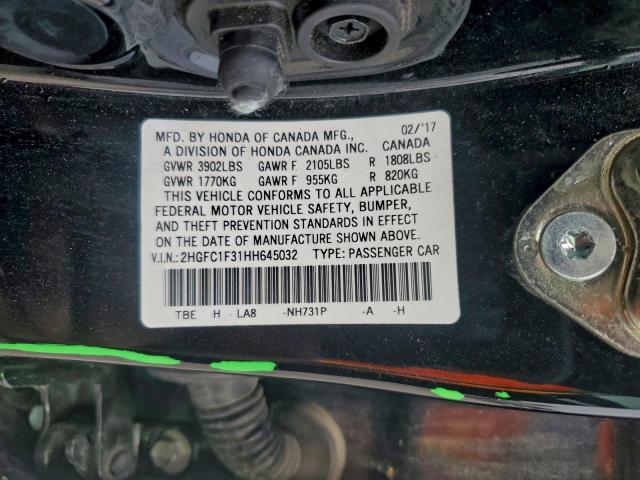 MFD. BY HONDA OF CANADA MFG., 02/'17
A DIVISION OF HONDA CANADA INC. CANADA
GVWR 3902LBS GAWR F 2105LBS R 1808LBS
GVWR 1770KG GAWR F 955KG R 820KG
THIS VEHICLE CONFORMS TO ALL APPLICABLE
FEDERAL MOTOR VEHICLE SAFETY, BUMPER,
AND THEFT PREVENTION STANDARDS IN EFFECT
ON THE DATE OF MANUFACTURE SHOWN ABOVE.
V.I.N.: 2HGFC1F31HH645032 TYPE: PASSENGER CAR
TBE H - LA8 -NH731P -A -H